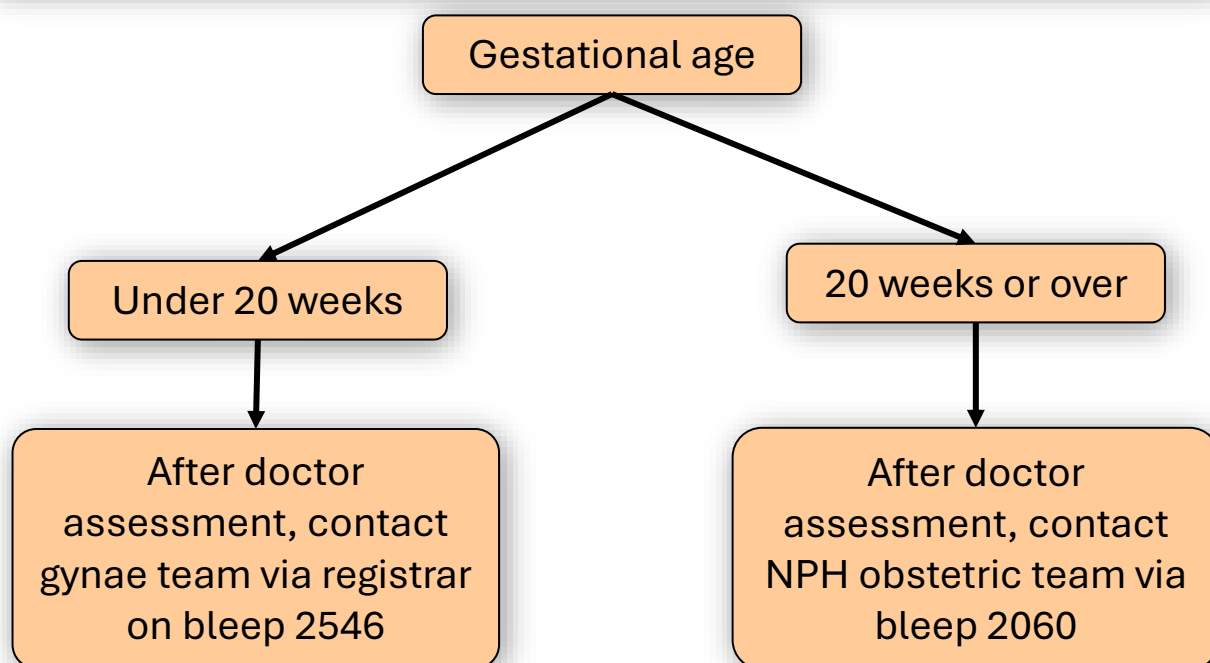 Gestational age
Under 20 weeks
20 weeks or over
After doctor
assessment, contact
gynae team via registrar
on bleep 2546
After doctor
assessment, contact
NPH obstetric team via
bleep 2060